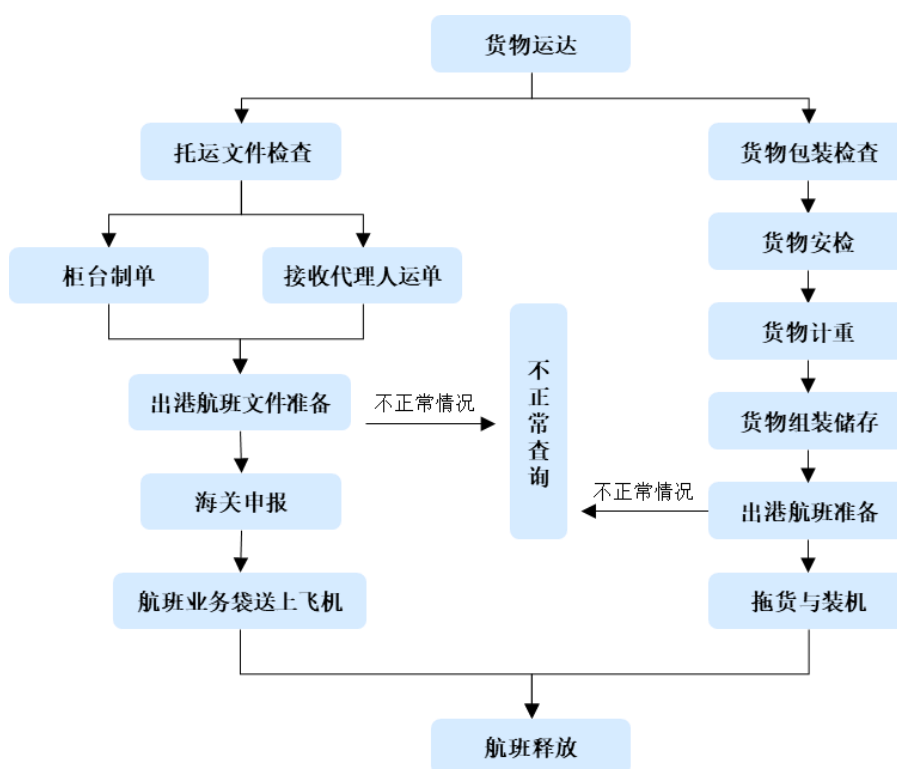 货物运达
托运文件检查
货物包装检查
柜台制单
接收代理人运单
货物安检
货物计重
不正常查询
出港航班文件准备
不正常情况
货物组装储存
不正常情况
海关申报
出港航班准备
航班业务袋送上飞机
拖货与装机
航班释放